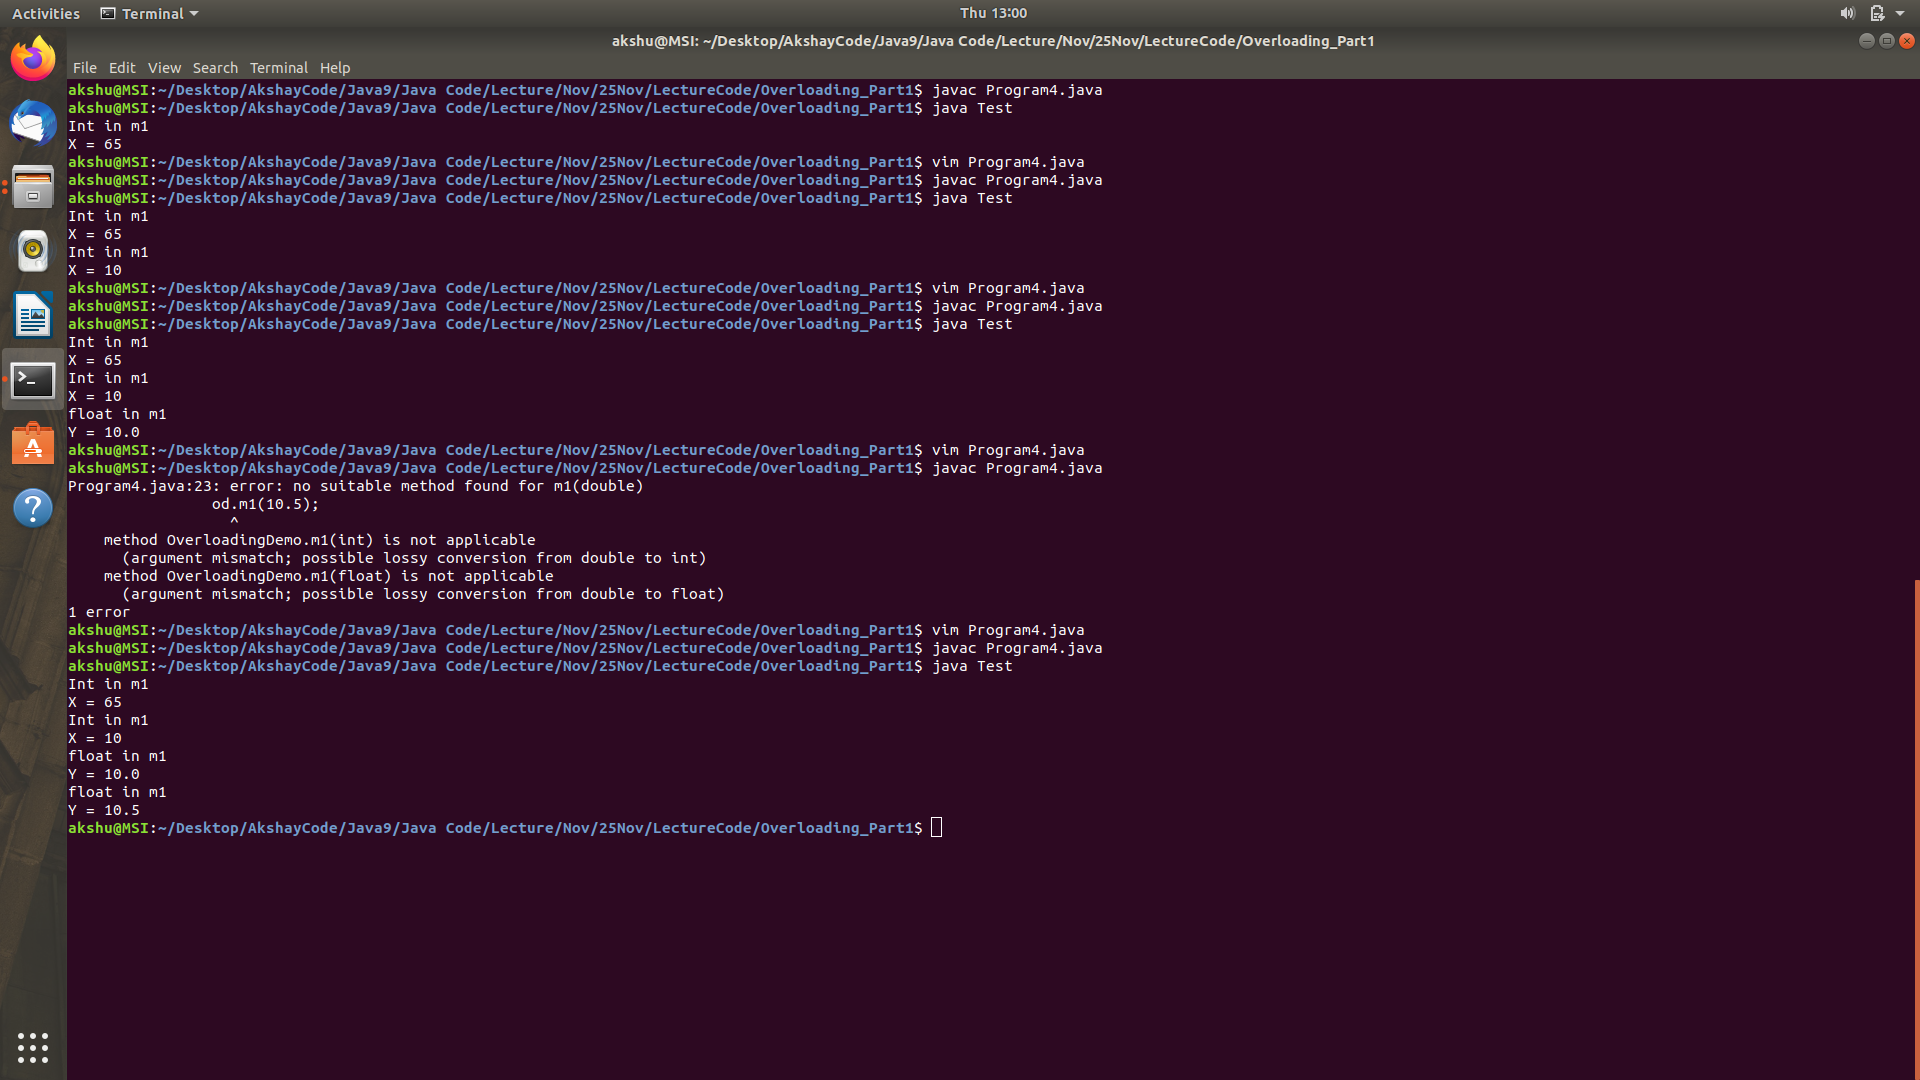 Activities Terminal Thu 13:00
akshu@MSI: ~/Desktop/AkshayCode/Java9/Java Code/Lecture/Nov/25Nov/LectureCode/Overloading_Part1
File Edit View Search Terminal Help
akshu@MSI:~/Desktop/AkshayCode/Java9/Java Code/Lecture/Nov/25Nov/LectureCode/Overloading_Part1$ javac Program4.java
akshu@MSI:~/Desktop/AkshayCode/Java9/Java Code/Lecture/Nov/25Nov/LectureCode/Overloading_Part1$ java Test
Int in m1
X = 65
akshu@MSI:~/Desktop/AkshayCode/Java9/Java Code/Lecture/Nov/25Nov/LectureCode/Overloading_Part1$ vim Program4.java
akshu@MSI:~/Desktop/AkshayCode/Java9/Java Code/Lecture/Nov/25Nov/LectureCode/Overloading_Part1$ javac Program4.java
akshu@MSI:~/Desktop/AkshayCode/Java9/Java Code/Lecture/Nov/25Nov/LectureCode/Overloading_Part1$ java Test
Int in m1
X = 65
Int in m1
X = 10
akshu@MSI:~/Desktop/AkshayCode/Java9/Java Code/Lecture/Nov/25Nov/LectureCode/Overloading_Part1$ vim Program4.java
akshu@MSI:~/Desktop/AkshayCode/Java9/Java Code/Lecture/Nov/25Nov/LectureCode/Overloading_Part1$ javac Program4.java
akshu@MSI:~/Desktop/AkshayCode/Java9/Java Code/Lecture/Nov/25Nov/LectureCode/Overloading_Part1$ java Test
Int in m1
X = 65
Int in m1
X = 10
float in m1
Y = 10.0
akshu@MSI:~/Desktop/AkshayCode/Java9/Java Code/Lecture/Nov/25Nov/LectureCode/Overloading_Part1$ vim Program4.java
akshu@MSI:~/Desktop/AkshayCode/Java9/Java Code/Lecture/Nov/25Nov/LectureCode/Overloading_Part1$ javac Program4.java
Program4.java:23: error: no suitable method found for m1(double)
od.m1(10.5);
^
method OverloadingDemo.m1(int) is not applicable
(argument mismatch; possible lossy conversion from double to int)
method OverloadingDemo.m1(float) is not applicable
(argument mismatch; possible lossy conversion from double to float)
1 error
akshu@MSI:~/Desktop/AkshayCode/Java9/Java Code/Lecture/Nov/25Nov/LectureCode/Overloading_Part1$ vim Program4.java
akshu@MSI:~/Desktop/AkshayCode/Java9/Java Code/Lecture/Nov/25Nov/LectureCode/Overloading_Part1$ javac Program4.java
akshu@MSI:~/Desktop/AkshayCode/Java9/Java Code/Lecture/Nov/25Nov/LectureCode/Overloading_Part1$ java Test
Int in m1
X = 65
Int in m1
X = 10
float in m1
Y = 10.0
float in m1
Y = 10.5
akshu@MSI:~/Desktop/AkshayCode/Java9/Java Code/Lecture/Nov/25Nov/LectureCode/Overloading_Part1$